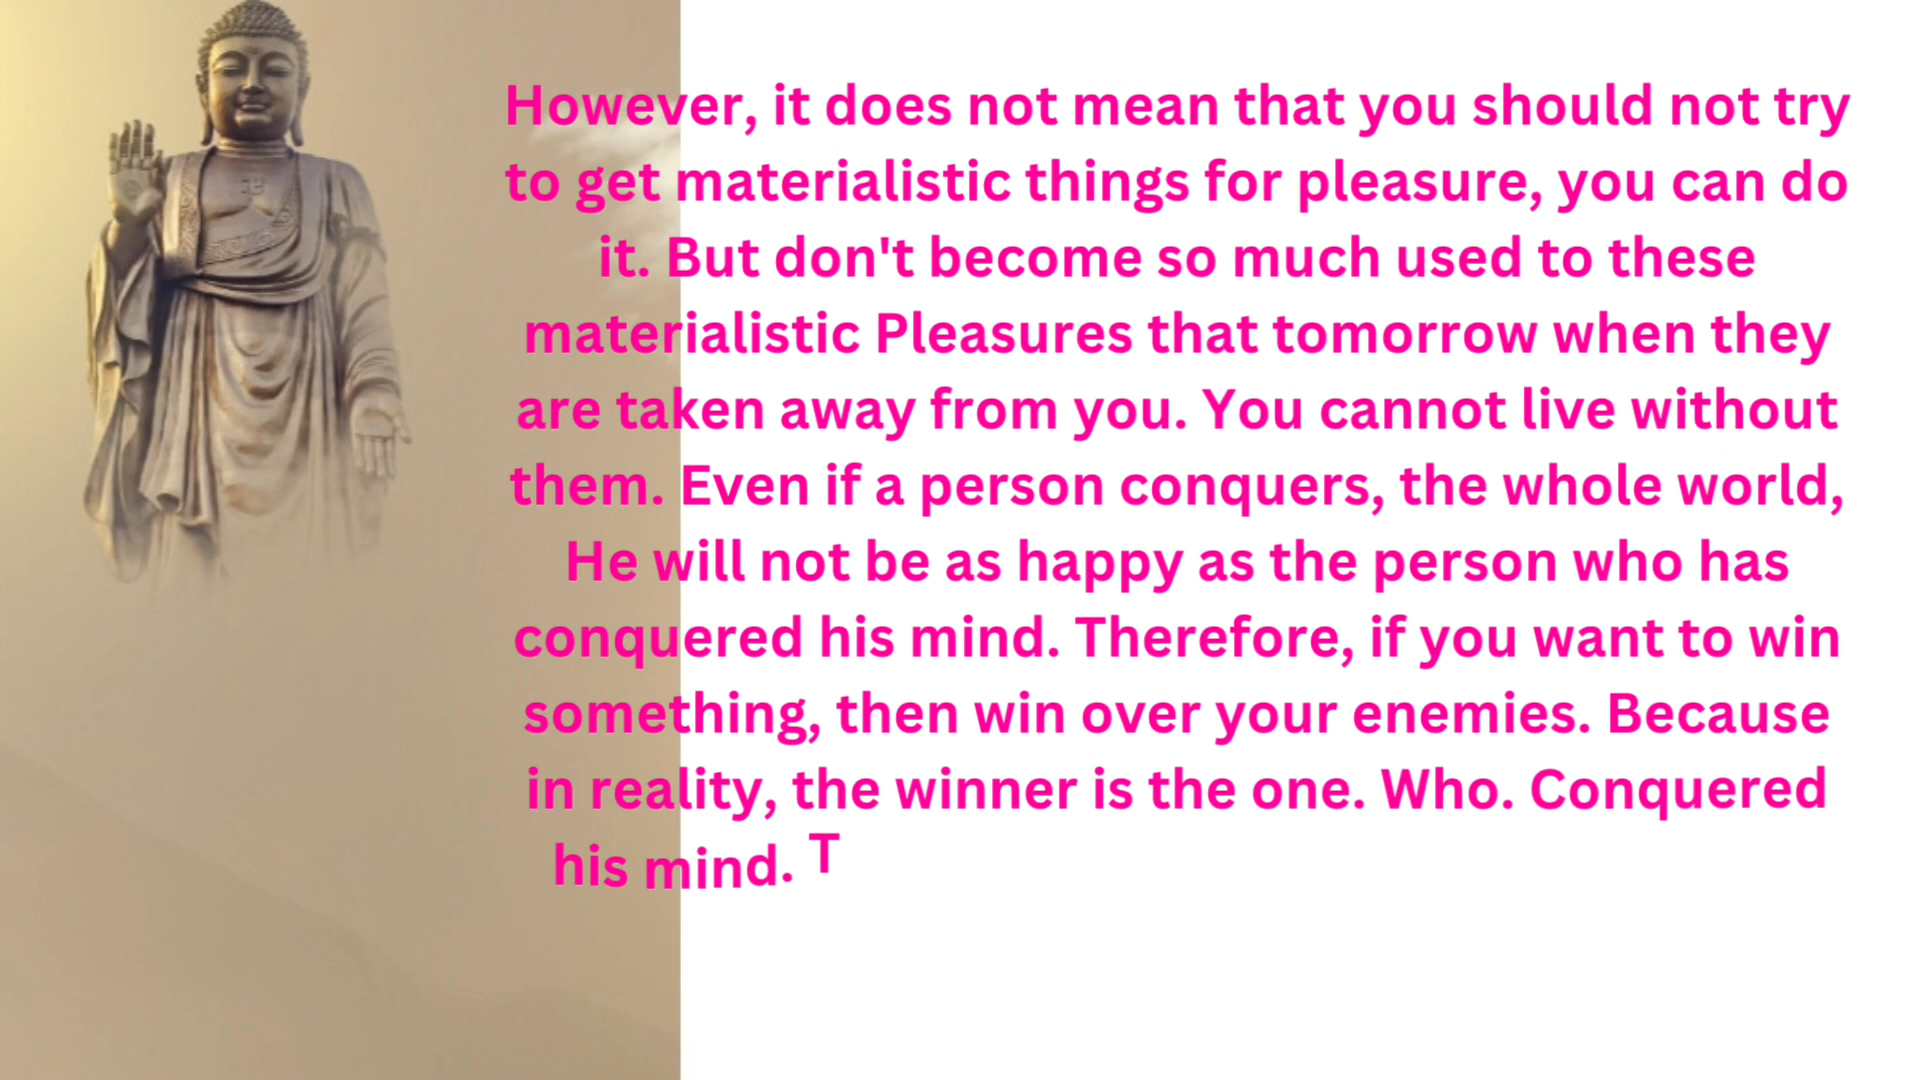 However, it does not mean that you should not try
to get materialistic things for pleasure, you can do
it. But don't become so much used to these
materialistic Pleasures that tomorrow when they
are taken away from you. You cannot live without
them. Even if a person conquers, the whole world,
He will not be as happy as the person who has
conquered his mind. Therefore, if you want to win
something, then win over your enemies. Because
in reality, the winner is the one. Who. Conquered
his mind. T